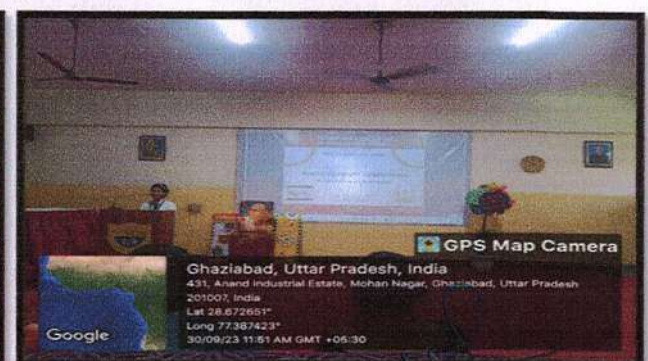 GPS Map Camera
Ghaziabad, Uttar Pradesh, India
431, Anand Industrial Estate, Mohan Nagar, Ghaziabad, Uttar Pradesh
201007, India
Lat 28.672651°
Long 77.387423°
30/09/23 11:51 AM GMT +05:30
Google